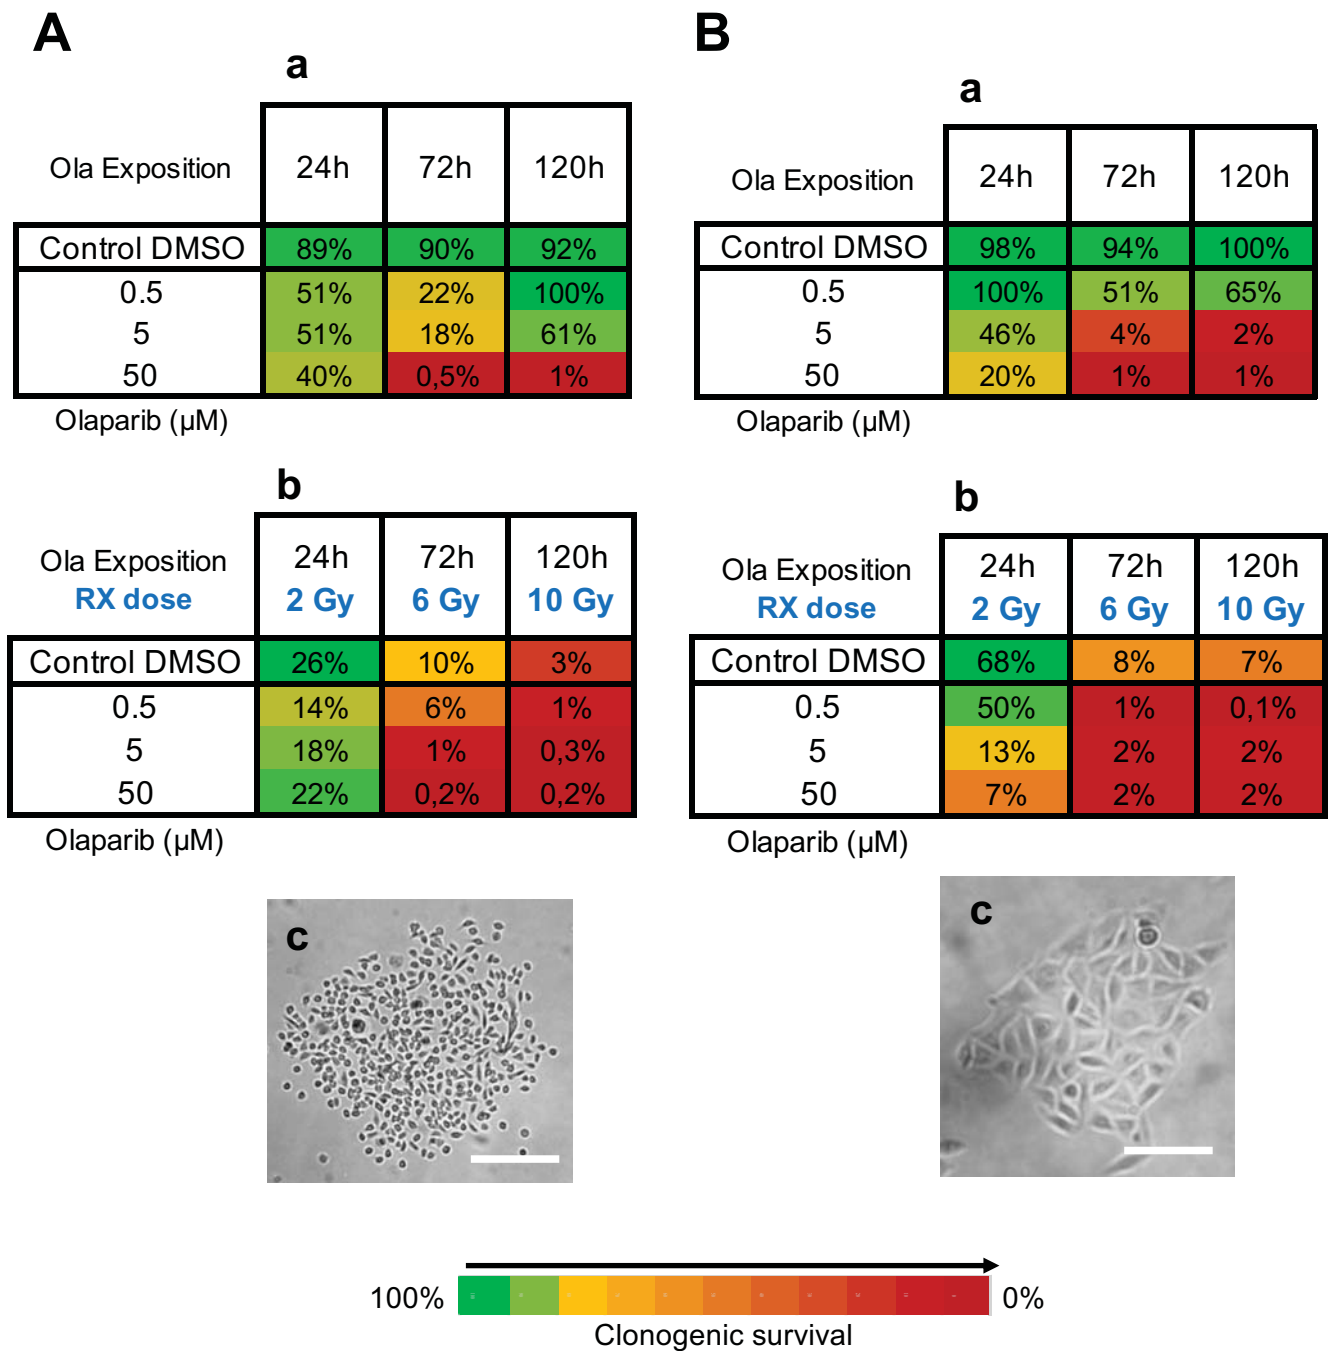 A
a
Ola Exposition 24h 72h 120h
Control DMSO 89% 90% 92%
0.5 51% 22% 100%
5 51% 18% 61%
50 40% 0,5% 1%
Olaparib (µM)
b
Ola Exposition 24h 72h 120h
RX dose 2 Gy 6 Gy 10 Gy
Control DMSO 26% 10% 3%
0.5 14% 6% 1%
5 18% 1% 0,3%
50 22% 0,2% 0,2%
Olaparib (µM)
c
B
a
Ola Exposition 24h 72h 120h
Control DMSO 98% 94% 100%
0.5 100% 51% 65%
5 46% 4% 2%
50 20% 1% 1%
Olaparib (µM)
b
Ola Exposition 24h 72h 120h
RX dose 2 Gy 6 Gy 10 Gy
Control DMSO 68% 8% 7%
0.5 50% 1% 0,1%
5 13% 2% 2%
50 7% 2% 2%
Olaparib (µM)
c
100% 0%
Clonogenic survival